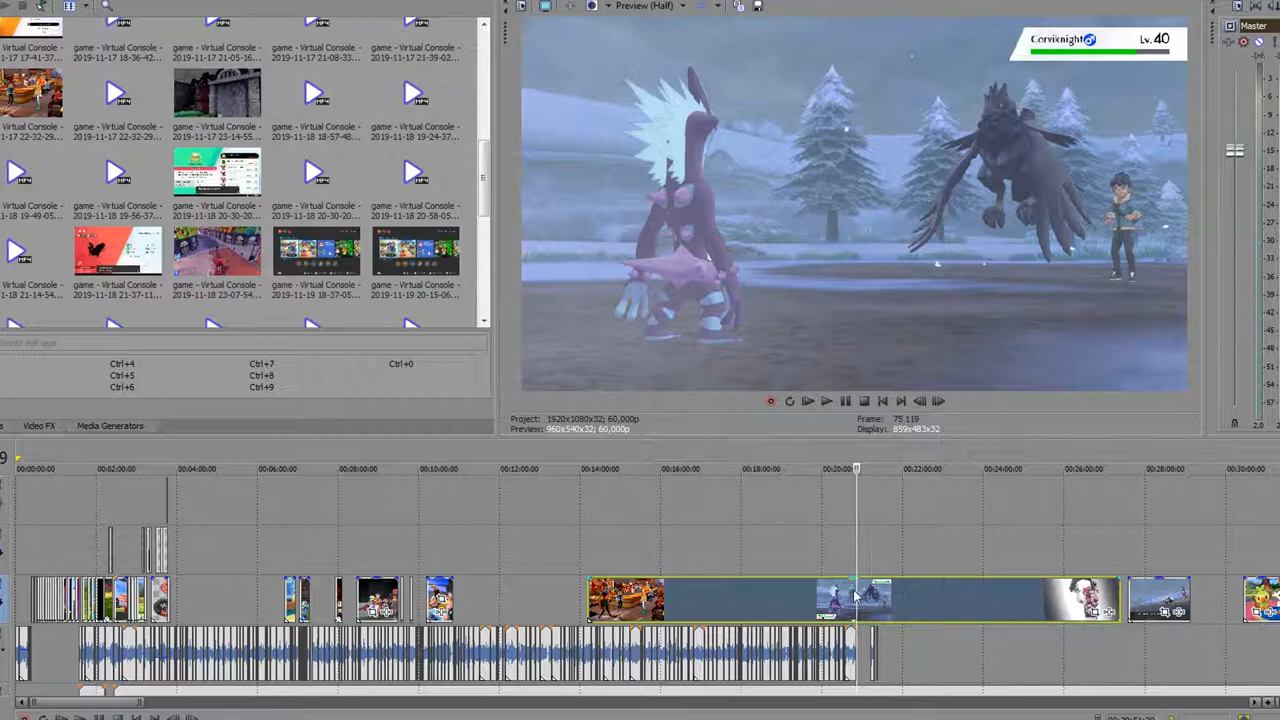 Preview (Half)
Master
Corviknight♂ Lv. 40
Virtual Console game - Virtual Console game - Virtual Console game - Virtual Console game - Virtual Console
11-17 17-41-37... 2019-11-17 18-36-42... 2019-11-17 21-05-16... 2019-11-17 21-08-33... 2019-11-17 21-39-02...
Virtual Console game - Virtual Console game - Virtual Console game - Virtual Console game - Virtual Console
11-17 22-32-29... 2019-11-17 22-32-29... 2019-11-17 23-14-55... 2019-11-18 18-57-48... 2019-11-18 19-24-37...
Virtual Console game - Virtual Console game - Virtual Console game - Virtual Console game - Virtual Console
11-18 19-49-05... 2019-11-18 19-56-37... 2019-11-18 20-30-20... 2019-11-18 20-30-20... 2019-11-18 20-58-05...
Virtual Console game - Virtual Console game - Virtual Console game - Virtual Console game - Virtual Console
11-18 21-14-54... 2019-11-18 21-37-11... 2019-11-18 23-07-54... 2019-11-19 18-37-05... 2019-11-19 20-15-06...
Ctrl+4 Ctrl+7 Ctrl+0
Ctrl+5 Ctrl+8
Ctrl+6 Ctrl+9
Video FX Media Generators
Project: 1920x1080x32; 60,000p Frame: 75 119
Preview: 960x540x32; 60,000p Display: 859x483x32
00:00:00:00 00:02:00:00 00:04:00:00 00:06:00:00 00:08:00:00 00:10:00:00 00:12:00:00 00:14:00:00 00:16:00:00 00:18:00:00 00:20:00 00:22:00:00 00:24:00:00 00:26:00:00 00:28:00:00 00:30:00:00